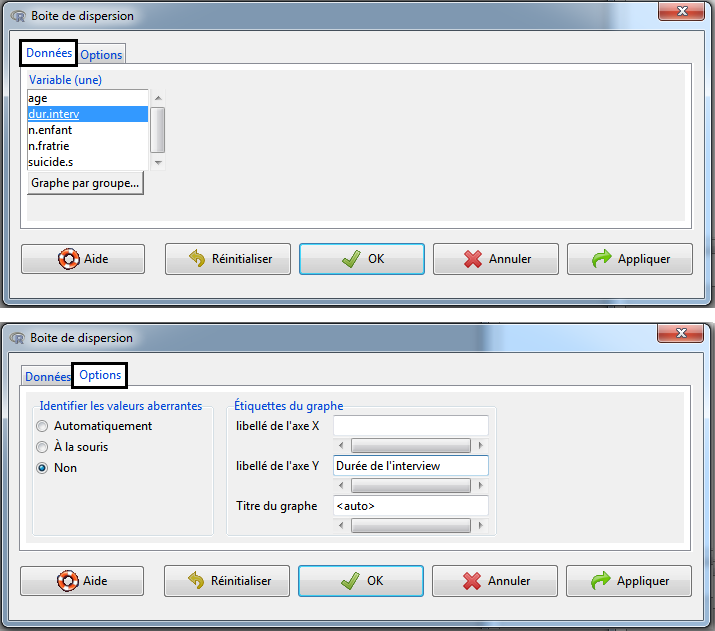 Boite de dispersion
Données Options
Variable (une)
age
dur.interv
n.enfant
n.fratrie
suicide.s
Graphe par groupe...
Aide Réinitialiser OK Annuler Appliquer
Boite de dispersion
Données Options
Identifier les valeurs aberrantes
Automatiquement
À la souris
Non
Étiquettes du graphe
libellé de l'axe X
libellé de l'axe Y Durée de l'interview
Titre du graphe <auto>
Aide Réinitialiser OK Annuler Appliquer